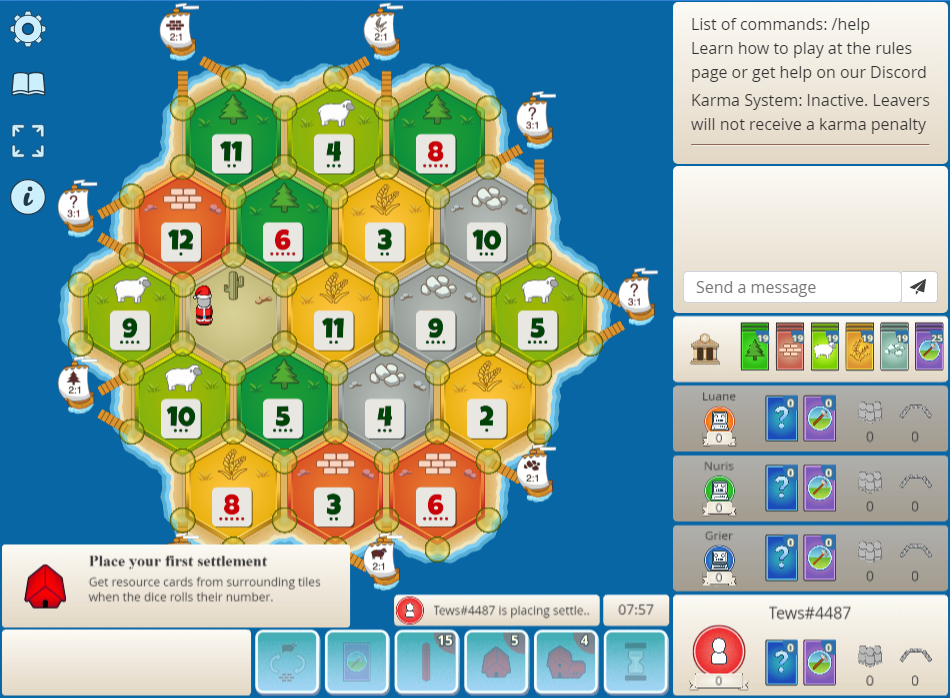 List of commands: /help
Learn how to play at the rules
page or get help on our Discord
Karma System: Inactive. Leavers
will not receive a karma penalty
Send a message
2:1
2:1
? 3:1
? 3:1
? 3:1
2:1
2:1
2:1
11 4 8
12 6 3 10
9 11 9 5
10 5 4 2
8 3 6
19 19 19 19 19 25
Luane
0 ? 0 0 0 0
Nuris
0 ? 0 0 0 0
Grier
0 ? 0 0 0 0
Place your first settlement
Get resource cards from surrounding tiles
when the dice rolls their number.
Tews#4487 is placing settle..
07:57
15 5 4
Tews#4487
0 ? 0 0 0 0
i